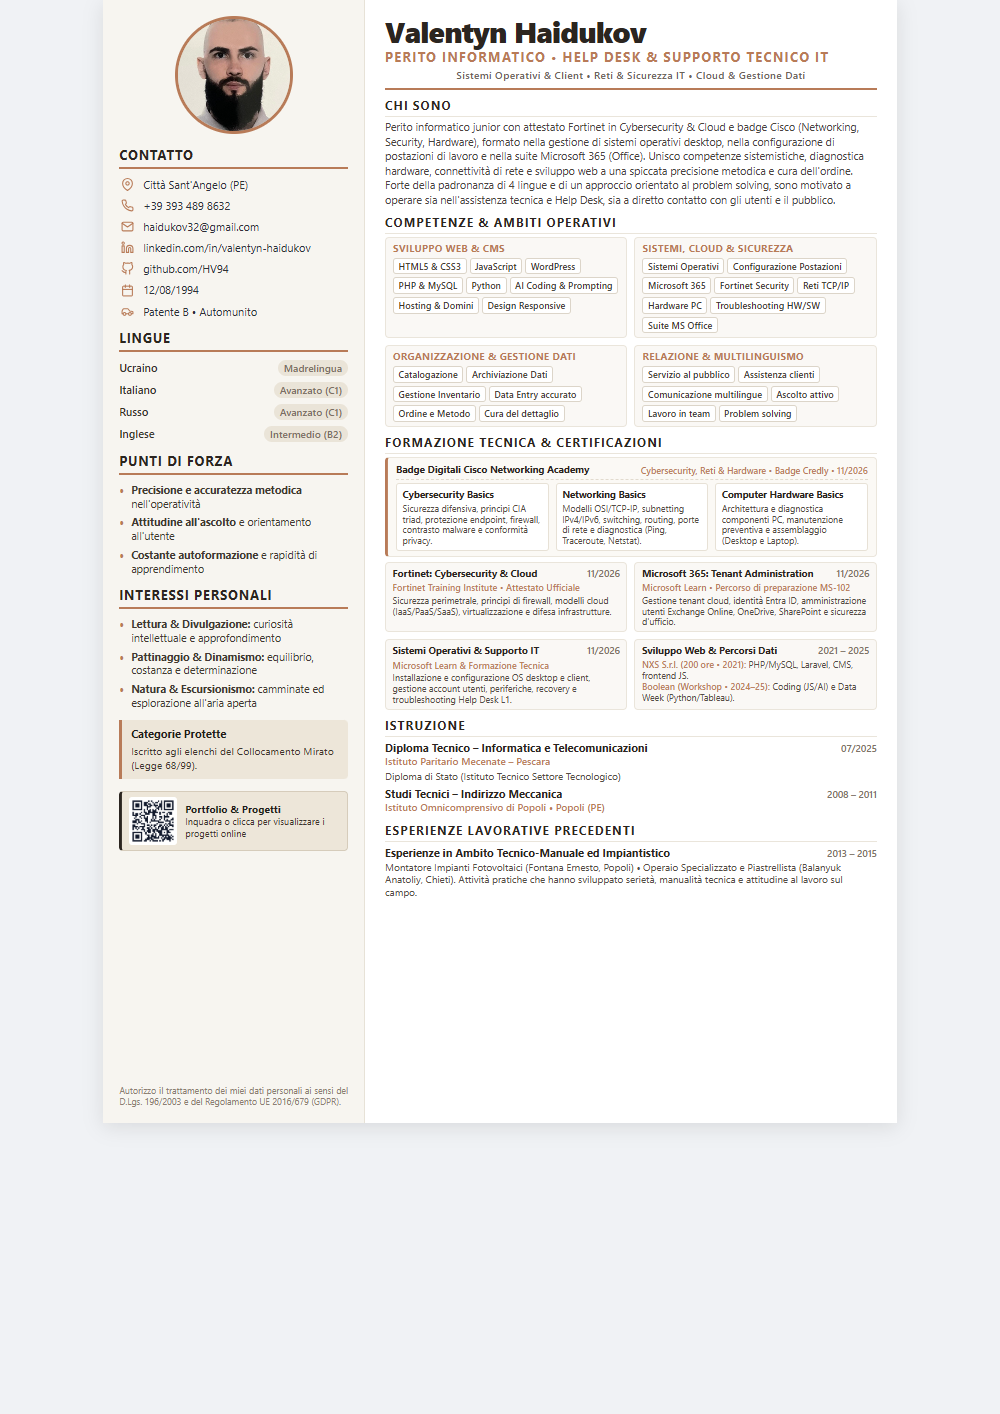 CONTATTO
Città Sant'Angelo (PE)
+39 393 489 8632
haidukov32@gmail.com
linkedin.com/in/valentyn-haidukov
github.com/HV94
12/08/1994
Patente B • Automunito
LINGUE
Ucraino Madrelingua
Italiano Avanzato (C1)
Russo Avanzato (C1)
Inglese Intermedio (B2)
PUNTI DI FORZA
• Precisione e accuratezza metodica
nell'operatività
• Attitudine all'ascolto e orientamento
all'utente
• Costante autoformazione e rapidità di
apprendimento
INTERESSI PERSONALI
• Lettura & Divulgazione: curiosità
intellettuale e approfondimento
• Pattinaggio & Dinamismo: equilibrio,
costanza e determinazione
• Natura & Escursionismo: camminate ed
esplorazione all'aria aperta
Categorie Protette
Iscritto agli elenchi del Collocamento Mirato
(Legge 68/99).
Portfolio & Progetti
Inquadra o clicca per visualizzare i
progetti online
Autorizzo il trattamento dei miei dati personali ai sensi del
D.Lgs. 196/2003 e del Regolamento UE 2016/679 (GDPR).
Valentyn Haidukov
PERITO INFORMATICO • HELP DESK & SUPPORTO TECNICO IT
Sistemi Operativi & Client • Reti & Sicurezza IT • Cloud & Gestione Dati
CHI SONO
Perito informatico junior con attestato Fortinet in Cybersecurity & Cloud e badge Cisco (Networking,
Security, Hardware), formato nella gestione di sistemi operativi desktop, nella configurazione di
postazioni di lavoro e nella suite Microsoft 365 (Office). Unisco competenze sistemistiche, diagnostica
hardware, connettività di rete e sviluppo web a una spiccata precisione metodica e cura dell'ordine.
Forte della padronanza di 4 lingue e di un approccio orientato al problem solving, sono motivato a
operare sia nell'assistenza tecnica e Help Desk, sia a diretto contatto con gli utenti e il pubblico.
COMPETENZE & AMBITI OPERATIVI
SVILUPPO WEB & CMS
HTML5 & CSS3 JavaScript WordPress
PHP & MySQL Python AI Coding & Prompting
Hosting & Domini Design Responsive
SISTEMI, CLOUD & SICUREZZA
Sistemi Operativi Configurazione Postazioni
Microsoft 365 Fortinet Security Reti TCP/IP
Hardware PC Troubleshooting HW/SW
Suite MS Office
ORGANIZZAZIONE & GESTIONE DATI
Catalogazione Archiviazione Dati
Gestione Inventario Data Entry accurato
Ordine e Metodo Cura del dettaglio
RELAZIONE & MULTILINGUISMO
Servizio al pubblico Assistenza clienti
Comunicazione multilingue Ascolto attivo
Lavoro in team Problem solving
FORMAZIONE TECNICA & CERTIFICAZIONI
Badge Digitali Cisco Networking Academy Cybersecurity, Reti & Hardware • Badge Credly • 11/2026
Cybersecurity Basics
Sicurezza difensiva, principi CIA
triad, protezione endpoint, firewall,
contrasto malware e conformità
privacy.
Networking Basics
Modelli OSI/TCP-IP, subnetting
IPv4/IPv6, switching, routing, porte
di rete e diagnostica (Ping,
Traceroute, Netstat).
Computer Hardware Basics
Architettura e diagnostica
componenti PC, manutenzione
preventiva e assemblaggio
(Desktop e Laptop).
Fortinet: Cybersecurity & Cloud 11/2026
Fortinet Training Institute • Attestato Ufficiale
Sicurezza perimetrale, principi di firewall, modelli cloud
(IaaS/PaaS/SaaS), virtualizzazione e difesa infrastrutture.
Microsoft 365: Tenant Administration 11/2026
Microsoft Learn • Percorso di preparazione MS-102
Gestione tenant cloud, identità Entra ID, amministrazione
utenti Exchange Online, OneDrive, SharePoint e sicurezza
d'ufficio.
Sistemi Operativi & Supporto IT 11/2026
Microsoft Learn & Formazione Tecnica
Installazione e configurazione OS desktop e client,
gestione account utenti, periferiche, recovery e
troubleshooting Help Desk L1.
Sviluppo Web & Percorsi Dati 2021 – 2025
NXS S.r.l. (200 ore • 2021): PHP/MySQL, Laravel, CMS,
frontend JS.
Boolean (Workshop • 2024–25): Coding (JS/AI) e Data
Week (Python/Tableau).
ISTRUZIONE
Diploma Tecnico – Informatica e Telecomunicazioni 07/2025
Istituto Paritario Mecenate – Pescara
Diploma di Stato (Istituto Tecnico Settore Tecnologico)
Studi Tecnici – Indirizzo Meccanica 2008 – 2011
Istituto Omnicomprensivo di Popoli • Popoli (PE)
ESPERIENZE LAVORATIVE PRECEDENTI
Esperienze in Ambito Tecnico-Manuale ed Impiantistico 2013 – 2015
Montatore Impianti Fotovoltaici (Fontana Ernesto, Popoli) • Operaio Specializzato e Piastrellista (Balanyuk
Anatoliy, Chieti). Attività pratiche che hanno sviluppato serietà, manualità tecnica e attitudine al lavoro sul
campo.